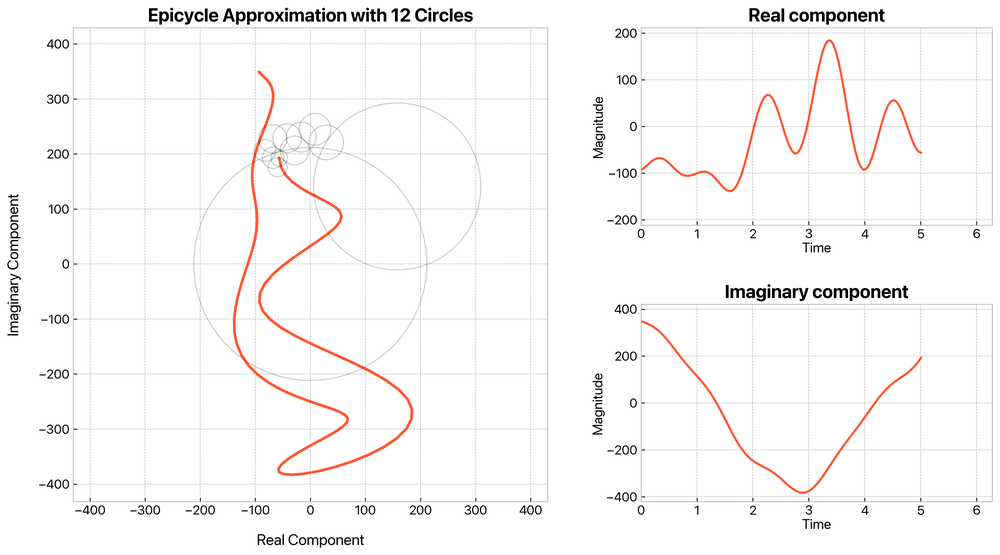 Epicycle Approximation with 12 Circles
400
300
200
100
0
−100
−200
−300
−400
Imaginary Component
−400 −300 −200 −100 0 100 200 300 400
Real Component
Real component
200
100
0
−100
−200
Magnitude
0 1 2 3 4 5 6
Time
Imaginary component
400
200
0
−200
−400
Magnitude
0 1 2 3 4 5 6
Time